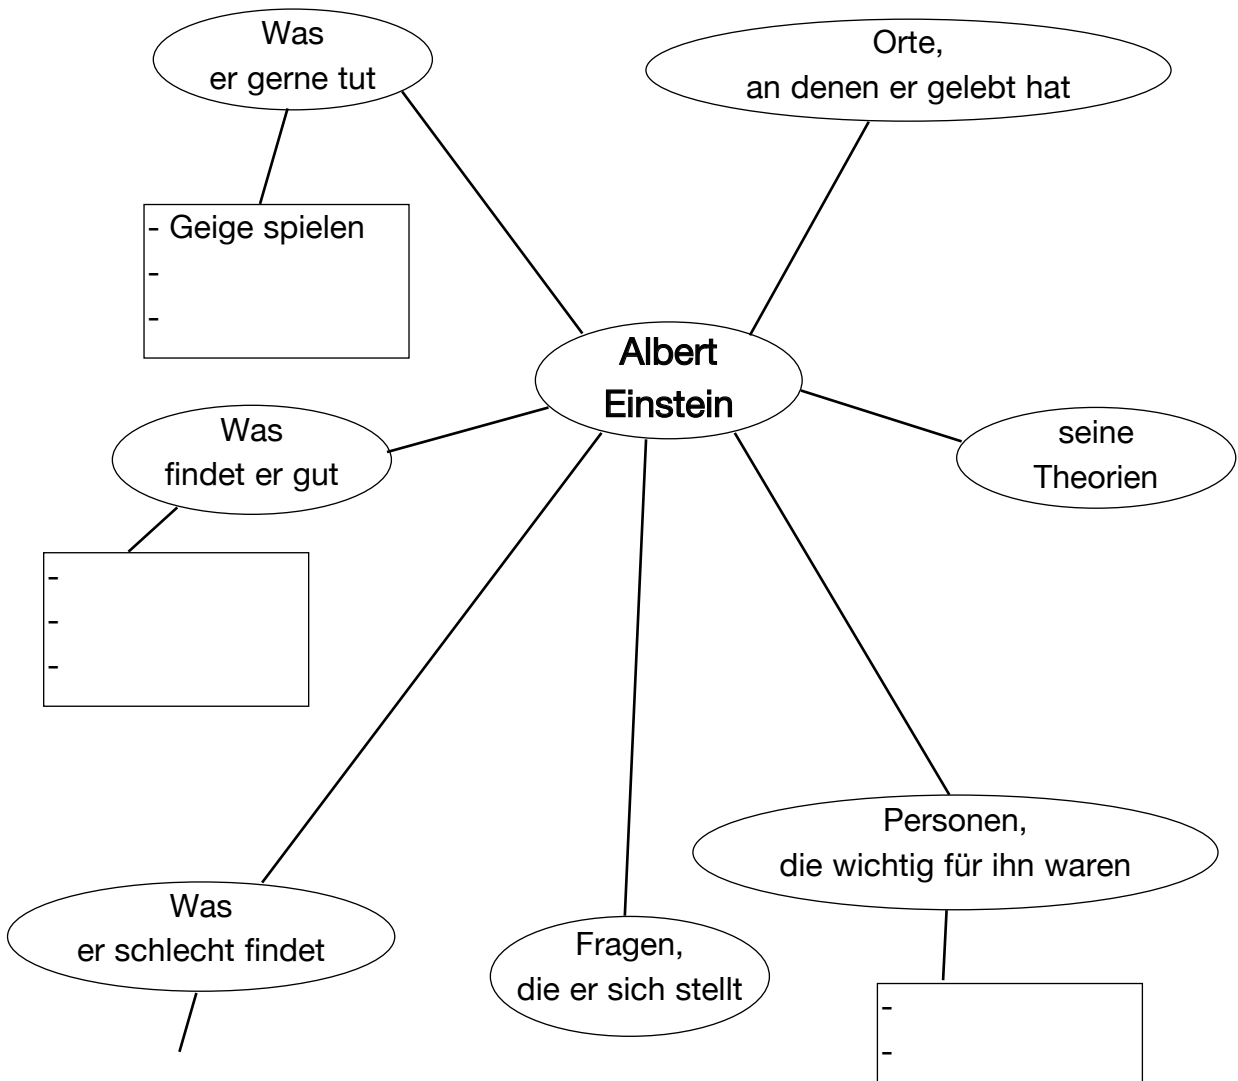 Was
er gerne tut
Orte,
an denen er gelebt hat
- Geige spielen
-
-
Albert
Einstein
Was
findet er gut
seine
Theorien
-
-
-
Personen,
die wichtig für ihn waren
Was
er schlecht findet
Fragen,
die er sich stellt
-
-